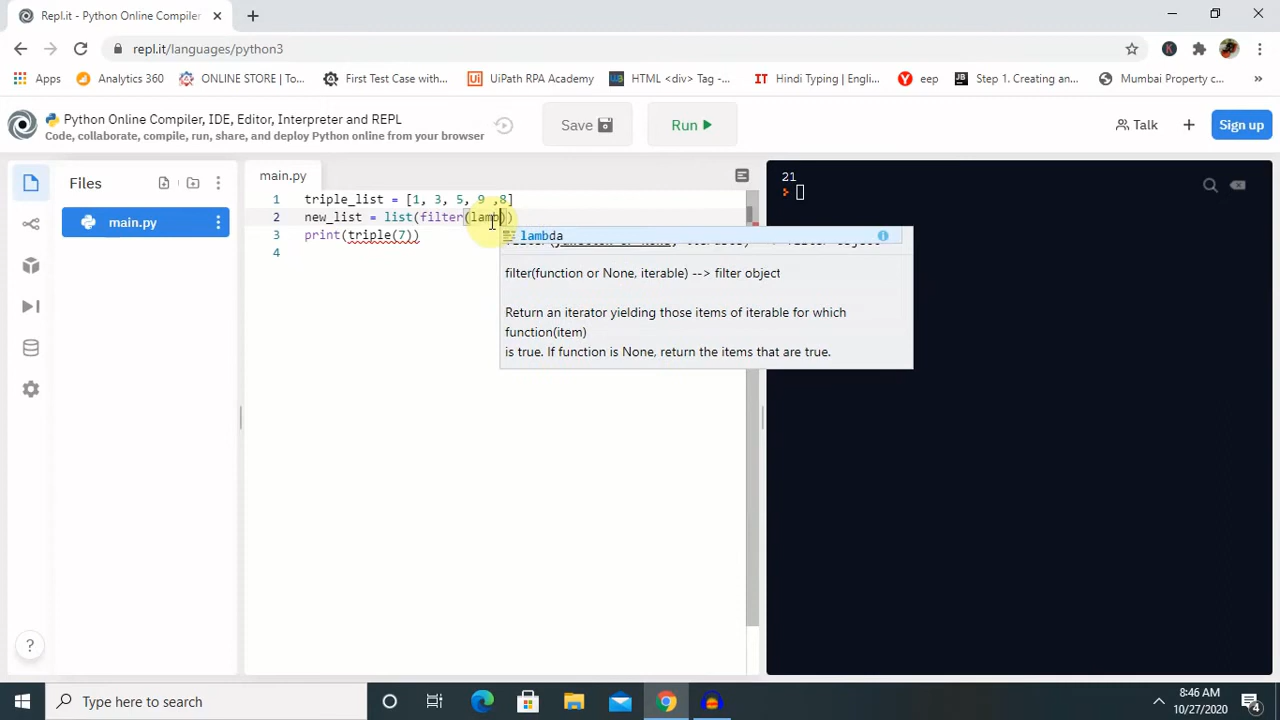 Repl.it - Python Online Compiler
repl.it/languages/python3
Apps
Analytics 360
ONLINE STORE | To...
First Test Case with...
UiPath RPA Academy
HTML <div> Tag -...
Hindi Typing | Engli...
eep
Step 1. Creating an...
Mumbai Property c...
Python Online Compiler, IDE, Editor, Interpreter and REPL
Code, collaborate, compile, run, share, and deploy Python online from your browser
Save
Run
Talk
Sign up
Files
main.py
main.py
1 triple_list = [1, 3, 5, 9 ,8]
2 new_list = list(filter(lamb))
3 print(triple(7))
4
lambda
filter(function or None, iterable) --> filter object
Return an iterator yielding those items of iterable for which
function(item)
is true. If function is None, return the items that are true.
21
Type here to search
8:46 AM
10/27/2020
4